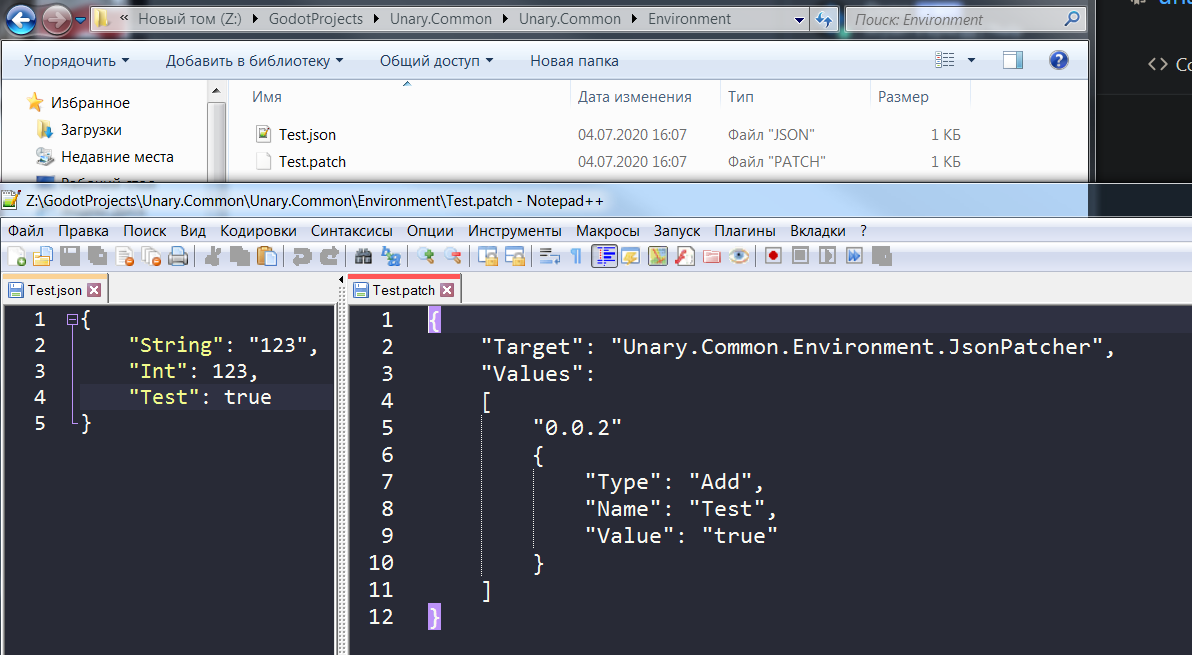 « Новый том (Z:) GodotProjects Unary.Common Unary.Common Environment Поиск: Environment
Упорядочить Добавить в библиотеку Общий доступ Новая папка
Избранное
Загрузки
Недавние места
Имя Дата изменения Тип Размер
Test.json 04.07.2020 16:07 Файл "JSON" 1 КБ
Test.patch 04.07.2020 16:07 Файл "PATCH" 1 КБ
Z:\GodotProjects\Unary.Common\Unary.Common\Environment\Test.patch - Notepad++
Файл Правка Поиск Вид Кодировки Синтаксисы Опции Инструменты Макросы Запуск Плагины Вкладки ?
Test.json
1 {
2 "String": "123",
3 "Int": 123,
4 "Test": true
5 }
Test.patch
1 {
2 "Target": "Unary.Common.Environment.JsonPatcher",
3 "Values":
4 [
5 "0.0.2"
6 {
7 "Type": "Add",
8 "Name": "Test",
9 "Value": "true"
10 }
11 ]
12 }